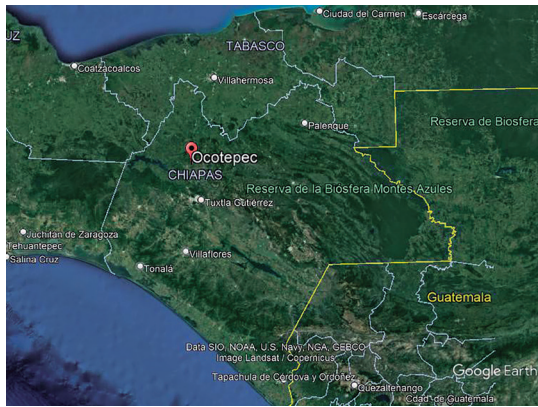 Ciudad del Carmen
Escárcega
UZ
TABASCO
Coatzacoalcos
Villahermosa
Palenque
Reserva de Biosfera
Ocotepec
CHIAPAS
Reserva de la Biosfera Montes Azules
Tuxtla Gutiérrez
Juchitán de Zaragoza
Tehuantepec
Salina Cruz
Villaflores
Tonalá
Guatemala
Data SIO, NOAA, U.S. Navy, NGA, GEBCO
Image Landsat / Copernicus
Google Earth
Tapachula de Córdova y Ordóñez
Quezaltenango
Cdad. de Guatemala